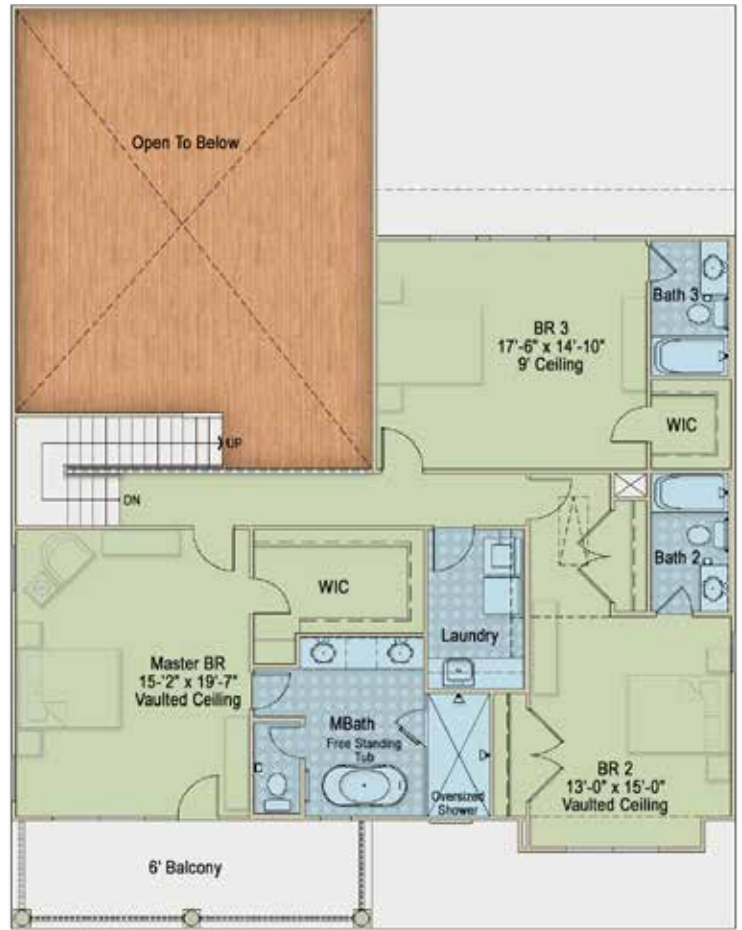 Open To Below
Bath 3
BR 3
17'-6" x 14'-10"
9' Ceiling
WIC
UP
DN
Bath 2
WIC
Laundry
Master BR
15-'2" x 19'-7"
Vaulted Ceiling
MBath
Free Standing
Tub
Oversized
Shower
BR 2
13'-0" x 15'-0"
Vaulted Ceiling
6' Balcony